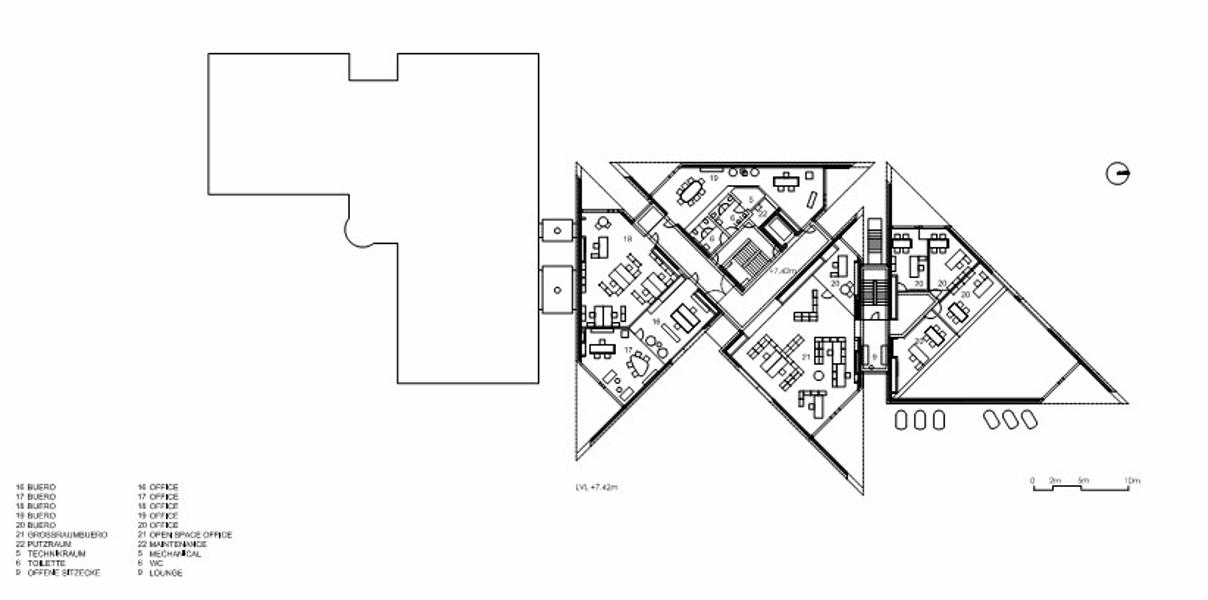 19
5
22
6
6
18
+7.42m
16
17
20
21
9
20
20
20
20
LVL +7.42m
0 2m 5m 10m
16 BUERO
17 BUERO
18 BUERO
19 BUERO
20 BUERO
21 GROSSRAUMBUERO
22 PUTZRAUM
5 TECHNIKRAUM
6 TOILETTE
9 OFFENE SITZECKE
16 OFFICE
17 OFFICE
18 OFFICE
19 OFFICE
20 OFFICE
21 OPEN SPACE OFFICE
22 MAINTENANCE
5 MECHANICAL
6 WC
9 LOUNGE